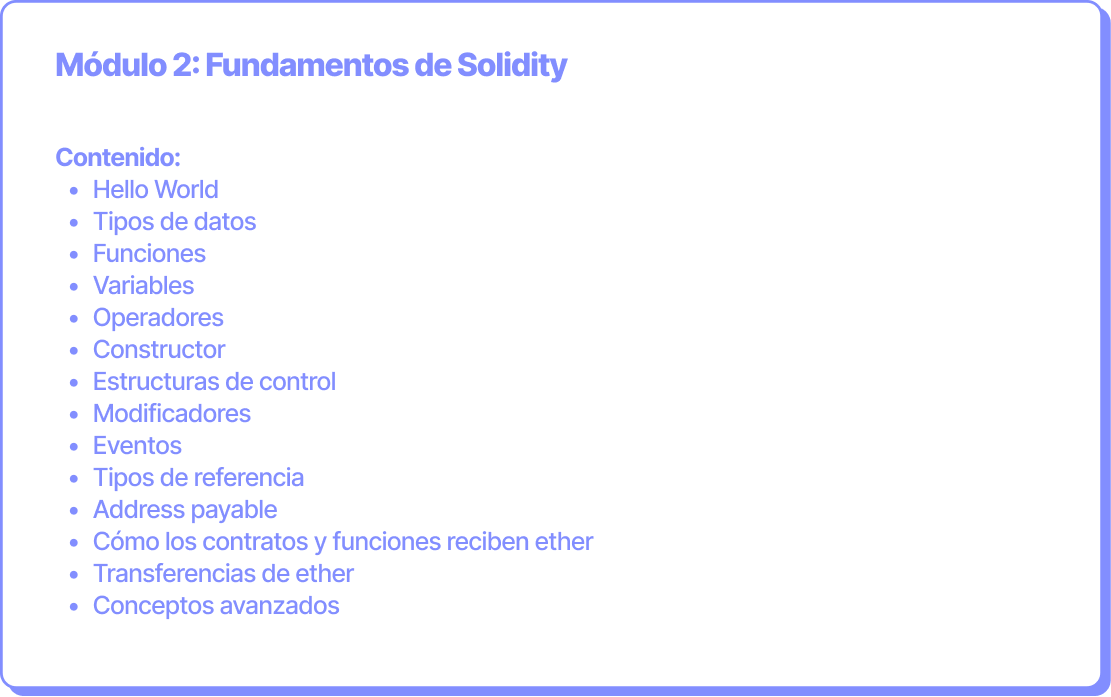 Módulo 2: Fundamentos de Solidity
Contenido:
• Hello World
• Tipos de datos
• Funciones
• Variables
• Operadores
• Constructor
• Estructuras de control
• Modificadores
• Eventos
• Tipos de referencia
• Address payable
• Cómo los contratos y funciones reciben ether
• Transferencias de ether
• Conceptos avanzados